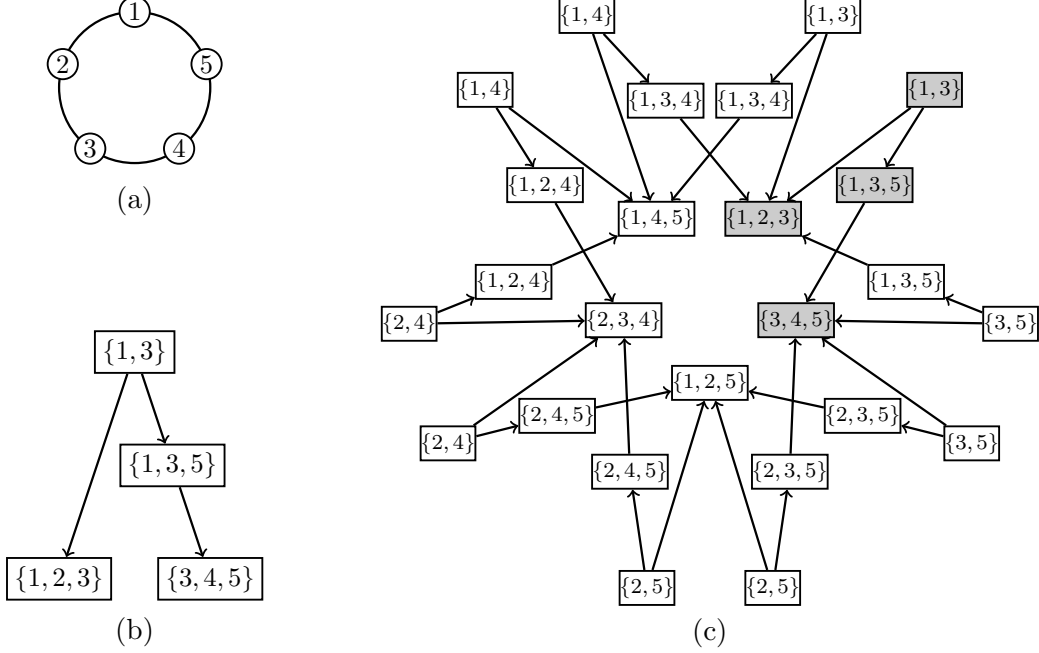 1
2
5
3
4
(a)
{1, 3}
{1, 3, 5}
{1, 2, 3}
{3, 4, 5}
(b)
{1, 4}
{1, 3}
{1, 4}
{1, 3, 4}
{1, 3, 4}
{1, 3}
{1, 2, 4}
{1, 3, 5}
{1, 4, 5}
{1, 2, 3}
{1, 2, 4}
{1, 3, 5}
{2, 4}
{2, 3, 4}
{3, 4, 5}
{3, 5}
{1, 2, 5}
{2, 4, 5}
{2, 3, 5}
{2, 4}
{3, 5}
{2, 4, 5}
{2, 3, 5}
{2, 5}
{2, 5}
(c)